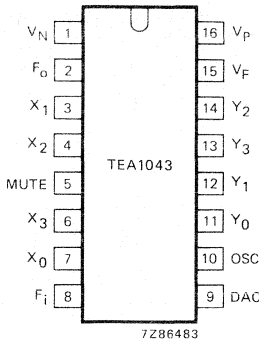 VN 1 16 VP
Fo 2 15 VF
X1 3 14 Y2
X2 4 13 Y3
TEA1043
MUTE 5 12 Y1
X3 6 11 Y0
X0 7 10 OSC
Fi 8 9 DAO
7Z86483